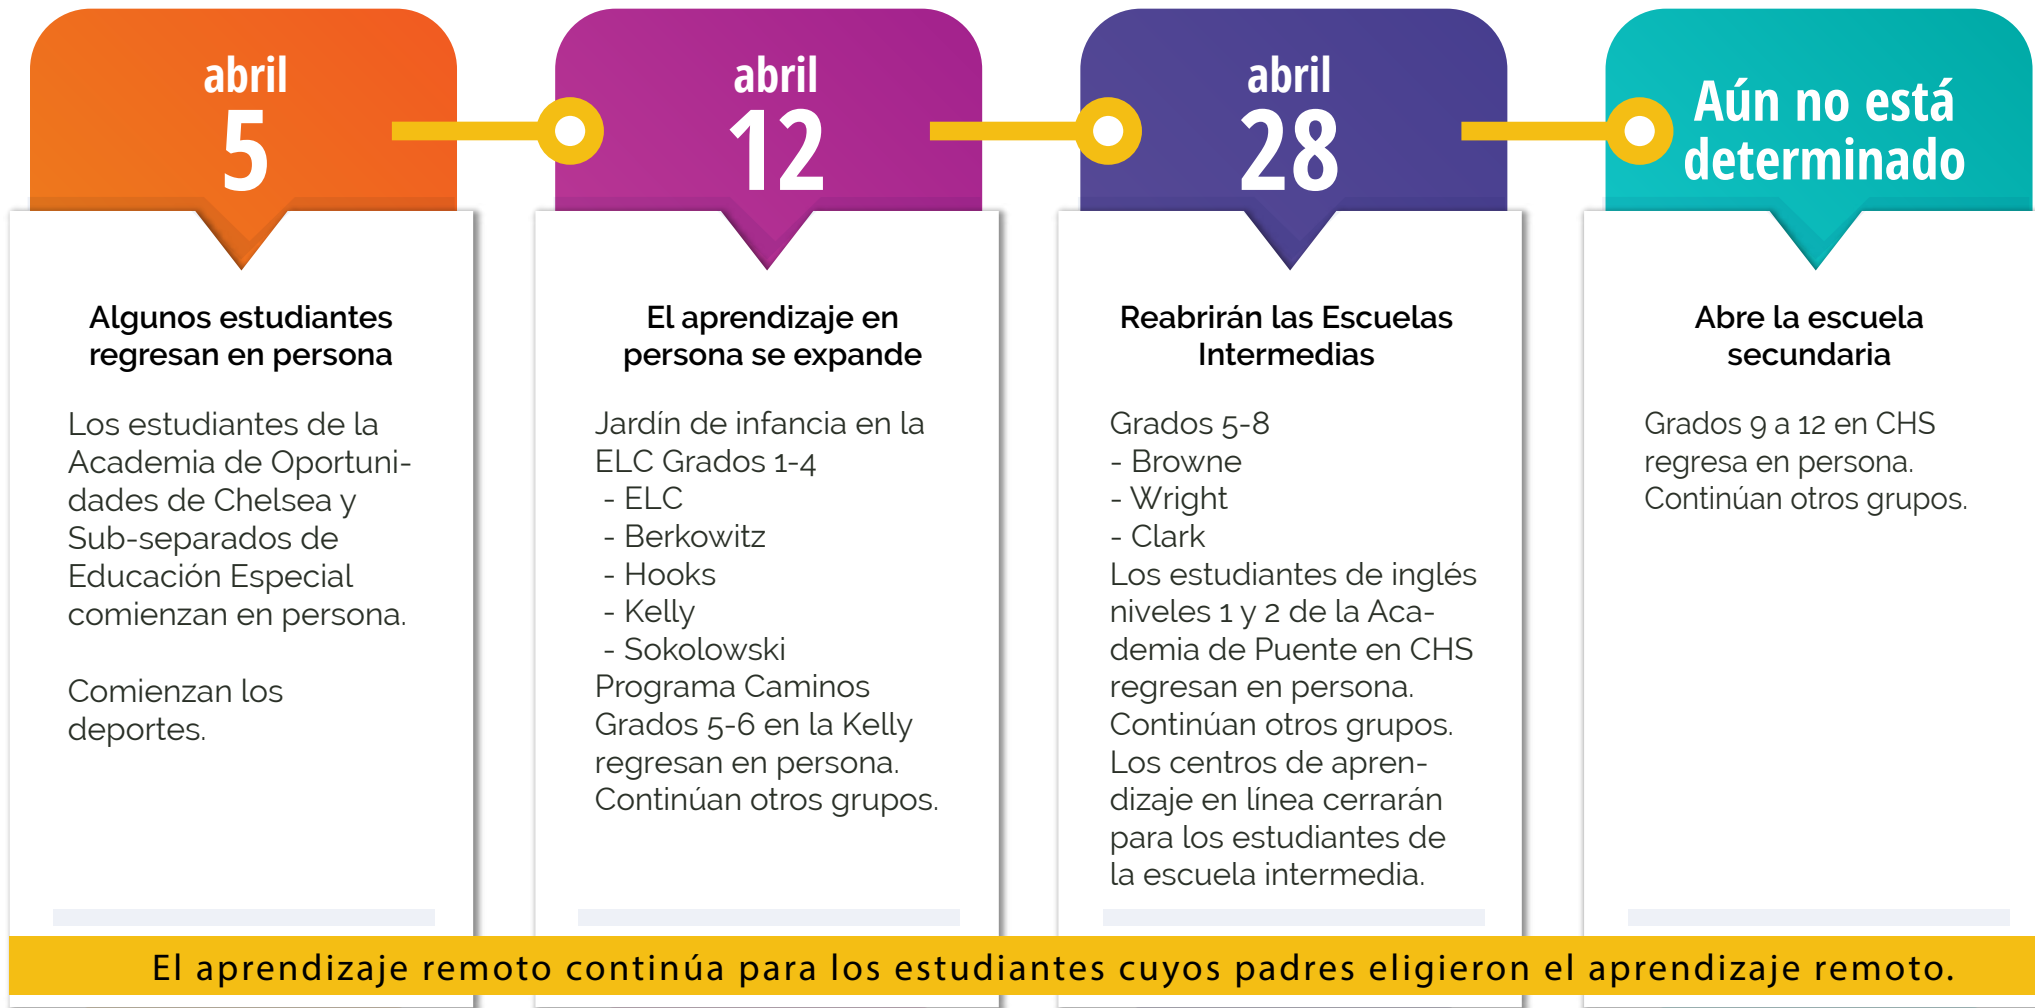 abril
5
Algunos estudiantes
regresan en persona
Los estudiantes de la
Academia de Oportuni-
dades de Chelsea y
Sub-separados de
Educación Especial
comienzan en persona.
Comienzan los
deportes.
abril
12
El aprendizaje en
persona se expande
Jardín de infancia en la
ELC Grados 1-4
- ELC
- Berkowitz
- Hooks
- Kelly
- Sokolowski
Programa Caminos
Grados 5-6 en la Kelly
regresan en persona.
Continúan otros grupos.
abril
28
Reabrirán las Escuelas
Intermedias
Grados 5-8
- Browne
- Wright
- Clark
Los estudiantes de inglés
niveles 1 y 2 de la Aca-
demia de Puente en CHS
regresan en persona.
Continúan otros grupos.
Los centros de apren-
dizaje en línea cerrarán
para los estudiantes de
la escuela intermedia.
Aún no está
determinado
Abre la escuela
secundaria
Grados 9 a 12 en CHS
regresa en persona.
Continúan otros grupos.
El aprendizaje remoto continúa para los estudiantes cuyos padres eligieron el aprendizaje remoto.